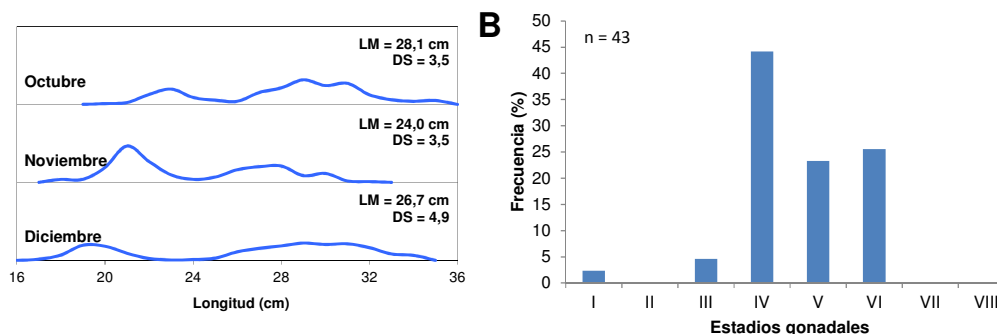 LM = 28,1 cm
DS = 3,5
Octubre
LM = 24,0 cm
DS = 3,5
Noviembre
LM = 26,7 cm
DS = 4,9
Diciembre
16 20 24 28 32 36
Longitud (cm)
B
n = 43
50
45
40
35
30
25
20
15
10
5
0
Frecuencia (%)
I II III IV V VI VII VIII
Estadios gonadales